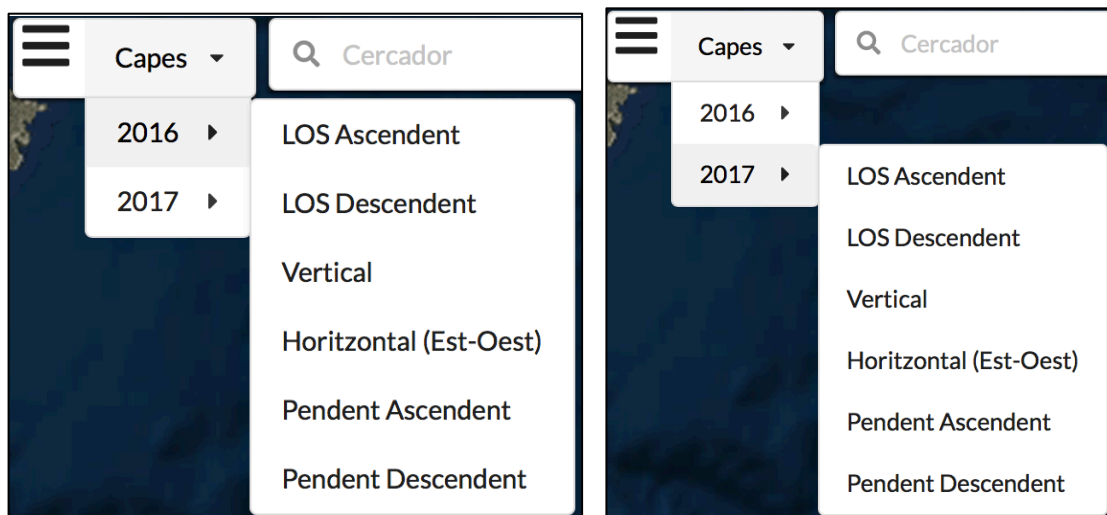 Capes
Cercador
2016
LOS Ascendent
2017
LOS Descendent
Vertical
Horitzontal (Est-Oest)
Pendent Ascendent
Pendent Descendent
Capes
Cercador
2016
2017
LOS Ascendent
LOS Descendent
Vertical
Horitzontal (Est-Oest)
Pendent Ascendent
Pendent Descendent